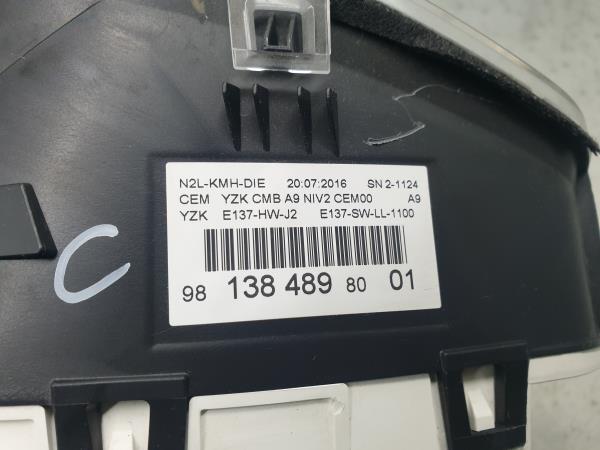 N2L-KMH-DIE 20:07:2016 SN 2-1124
CEM YZK CMB A9 NIV2 CEM00 A9
YZK E137-HW-J2 E137-SW-LL-1100
98 138 489 80 01
C